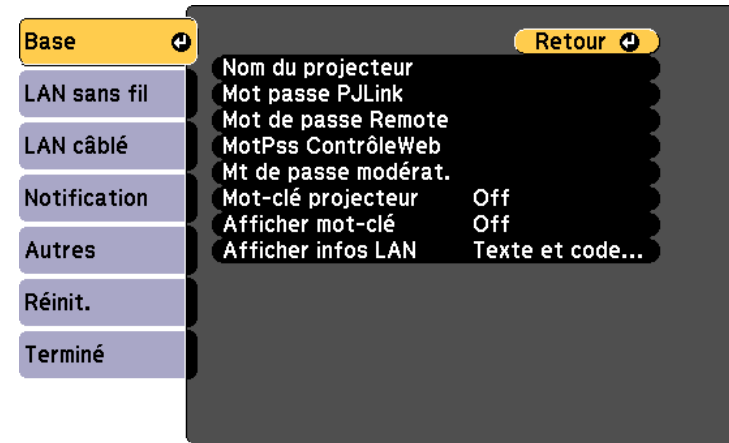 Base
LAN sans fil
LAN câblé
Notification
Autres
Réinit.
Terminé
Retour
Nom du projecteur
Mot passe PJLink
Mot de passe Remote
MotPss ContrôleWeb
Mt de passe modérat.
Mot-clé projecteur Off
Afficher mot-clé Off
Afficher infos LAN Texte et code...